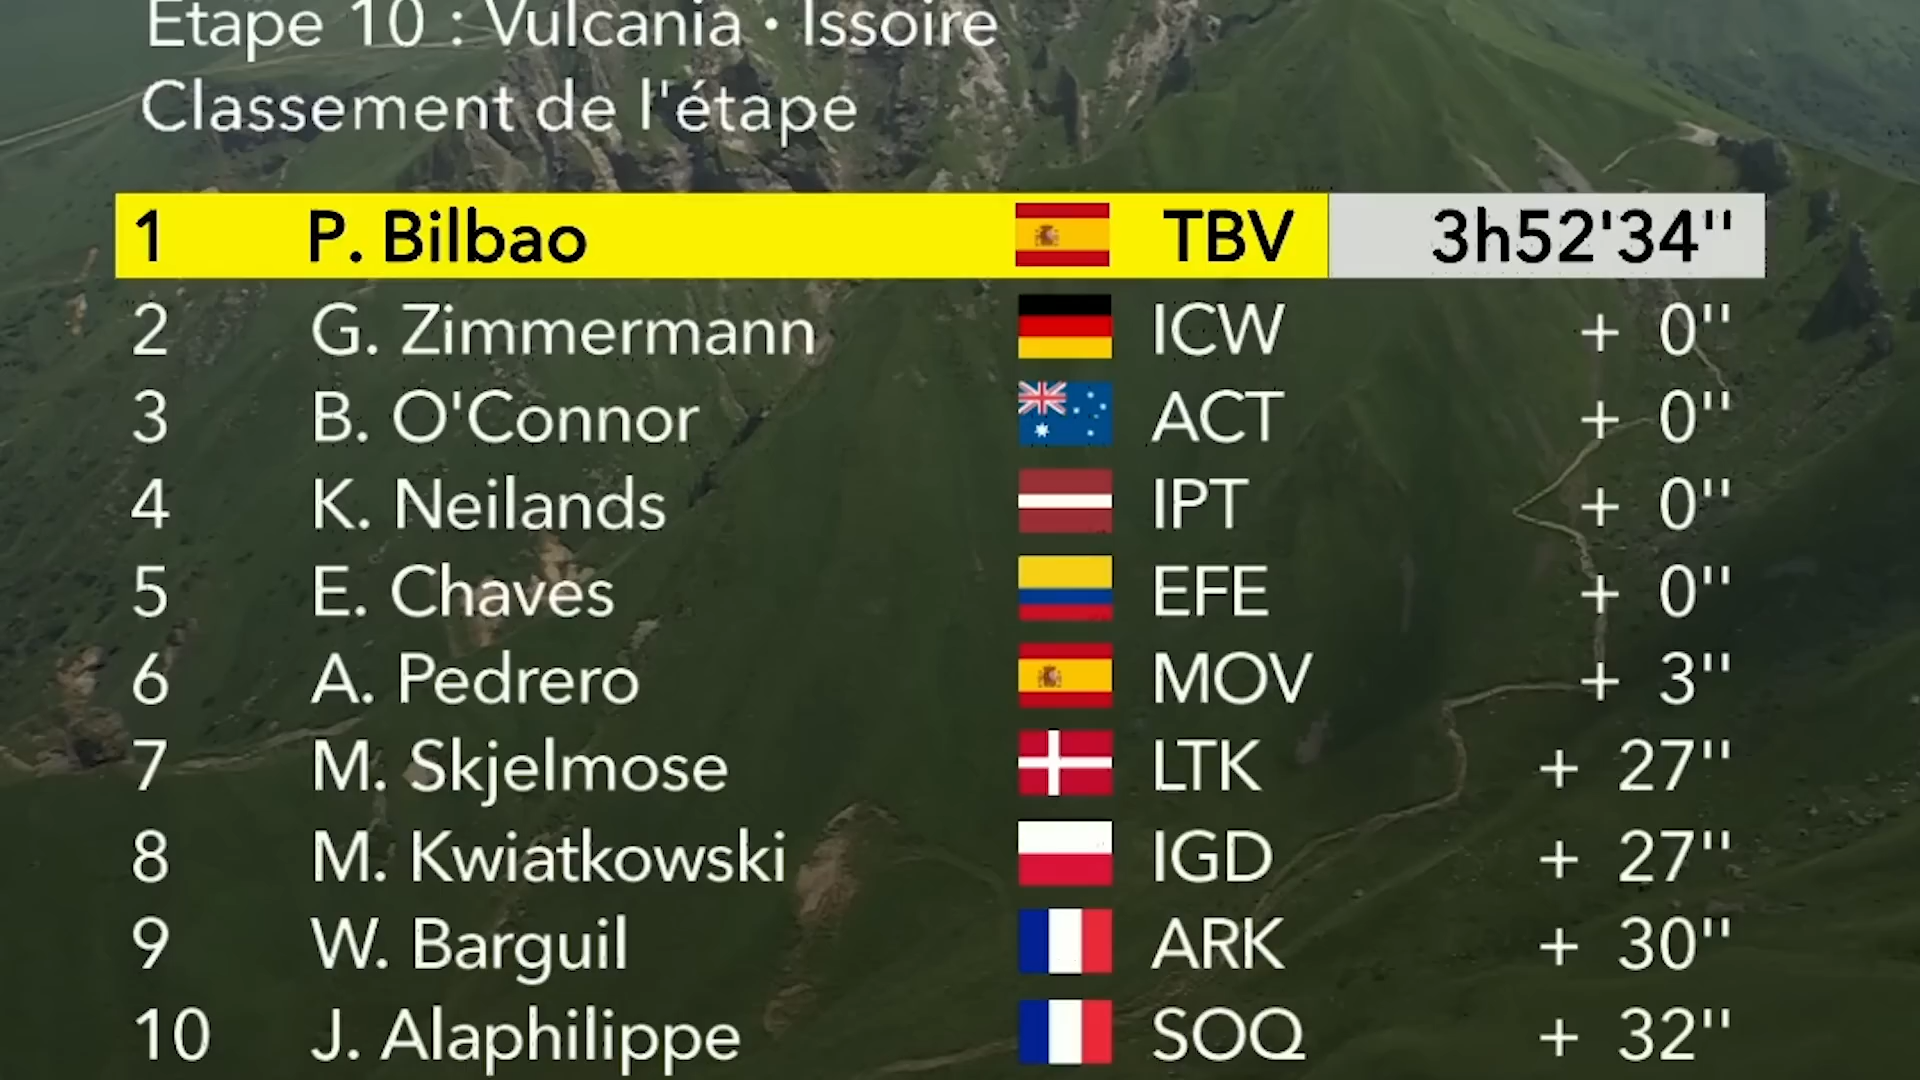 Etape 10 : Vulcania · Issoire
Classement de l'étape
1 P. Bilbao TBV 3h52'34''
2 G. Zimmermann ICW + 0''
3 B. O'Connor ACT + 0''
4 K. Neilands IPT + 0''
5 E. Chaves EFE + 0''
6 A. Pedrero MOV + 3''
7 M. Skjelmose LTK + 27''
8 M. Kwiatkowski IGD + 27''
9 W. Barguil ARK + 30''
10 J. Alaphilippe SOQ + 32''